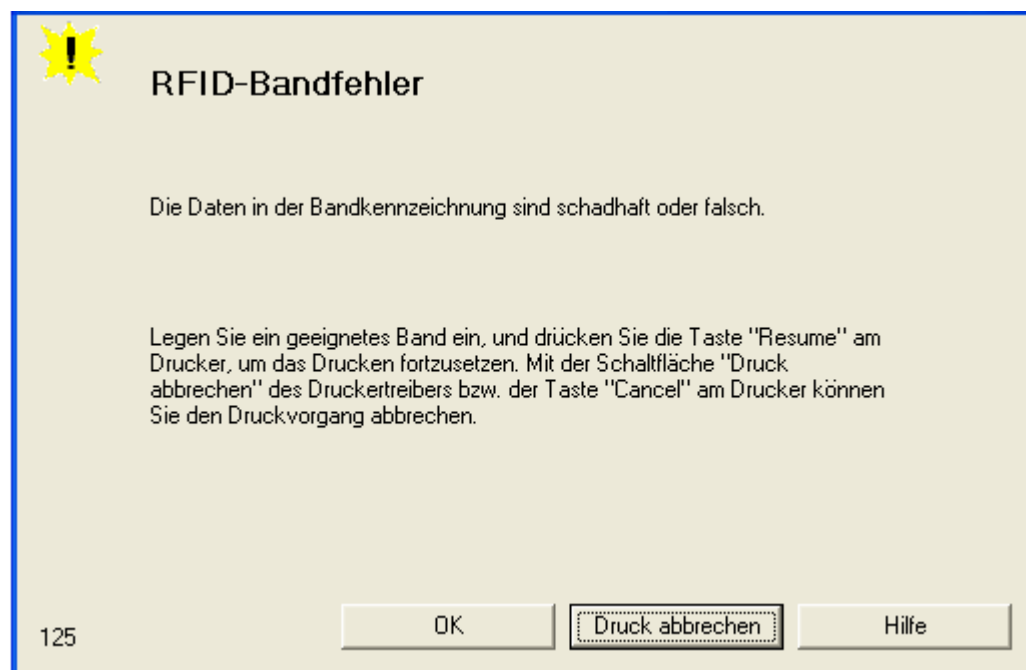 RFID-Bandfehler
Die Daten in der Bandkennzeichnung sind schadhaft oder falsch.
Legen Sie ein geeignetes Band ein, und drücken Sie die Taste "Resume" am
Drucker, um das Drucken fortzusetzen. Mit der Schaltfläche "Druck
abbrechen" des Druckertreibers bzw. der Taste "Cancel" am Drucker können
Sie den Druckvorgang abbrechen.
125
OK
Druck abbrechen
Hilfe